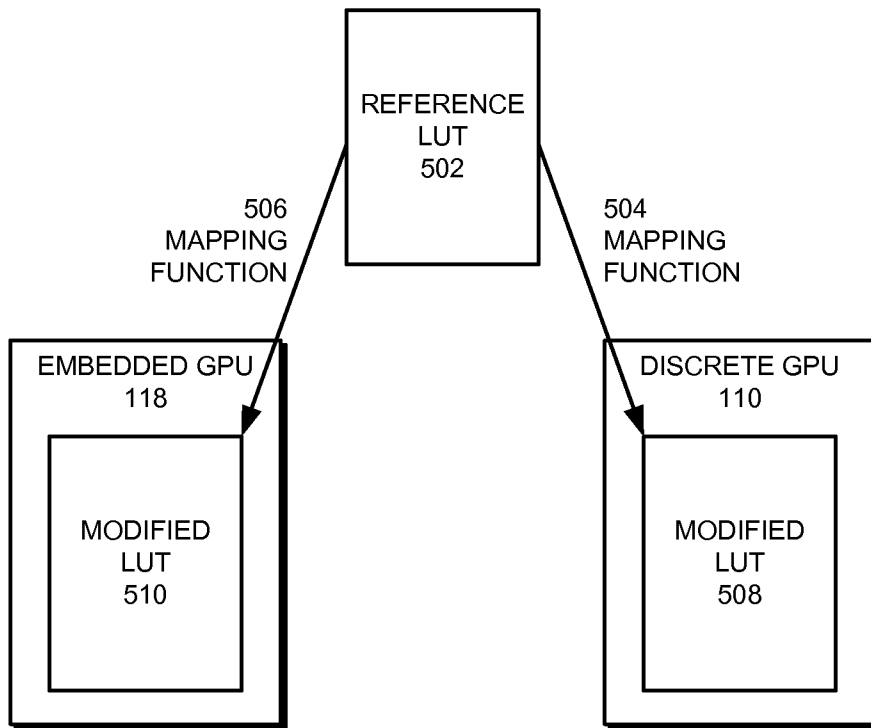 REFERENCE
LUT
502
506
MAPPING
FUNCTION
504
MAPPING
FUNCTION
EMBEDDED GPU
118
MODIFIED
LUT
510
DISCRETE GPU
110
MODIFIED
LUT
508